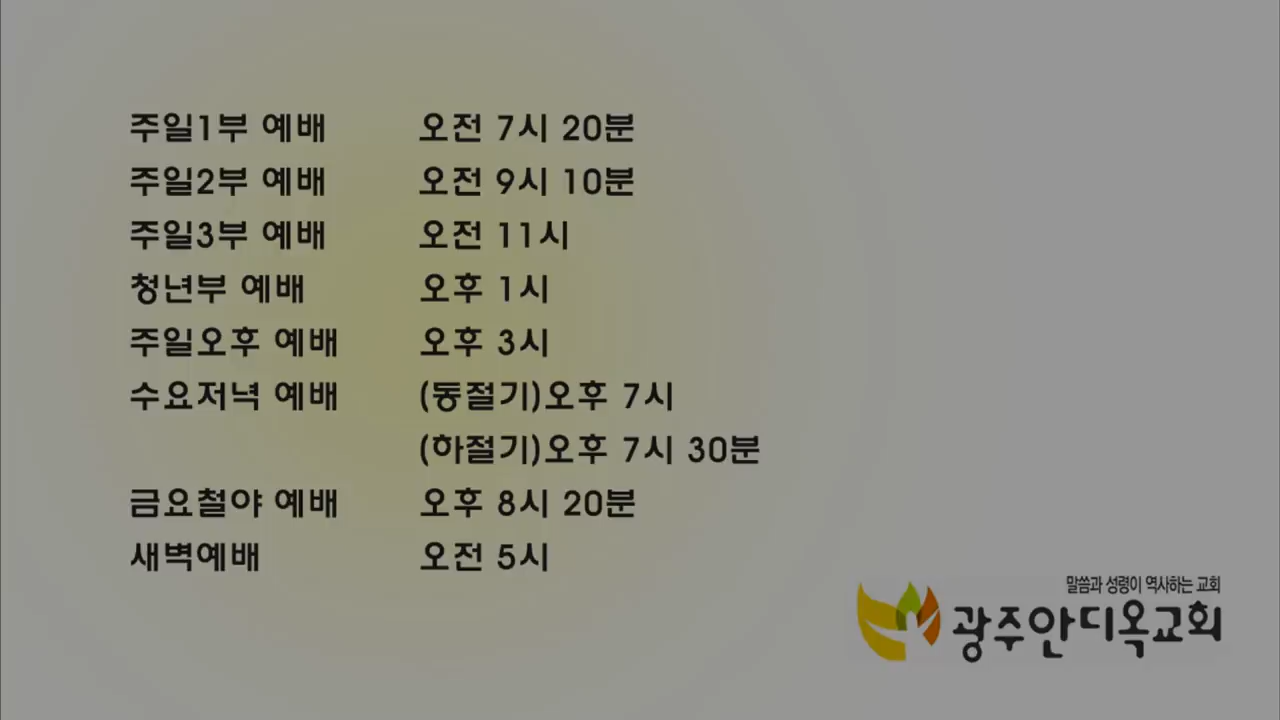 주일1부 예배 오전 7시 20분
주일2부 예배 오전 9시 10분
주일3부 예배 오전 11시
청년부 예배 오후 1시
주일오후 예배 오후 3시
수요저녁 예배 (동절기)오후 7시
(하절기)오후 7시 30분
금요철야 예배 오후 8시 20분
새벽예배 오전 5시
말씀과 성령이 역사하는 교회
광주안디옥교회